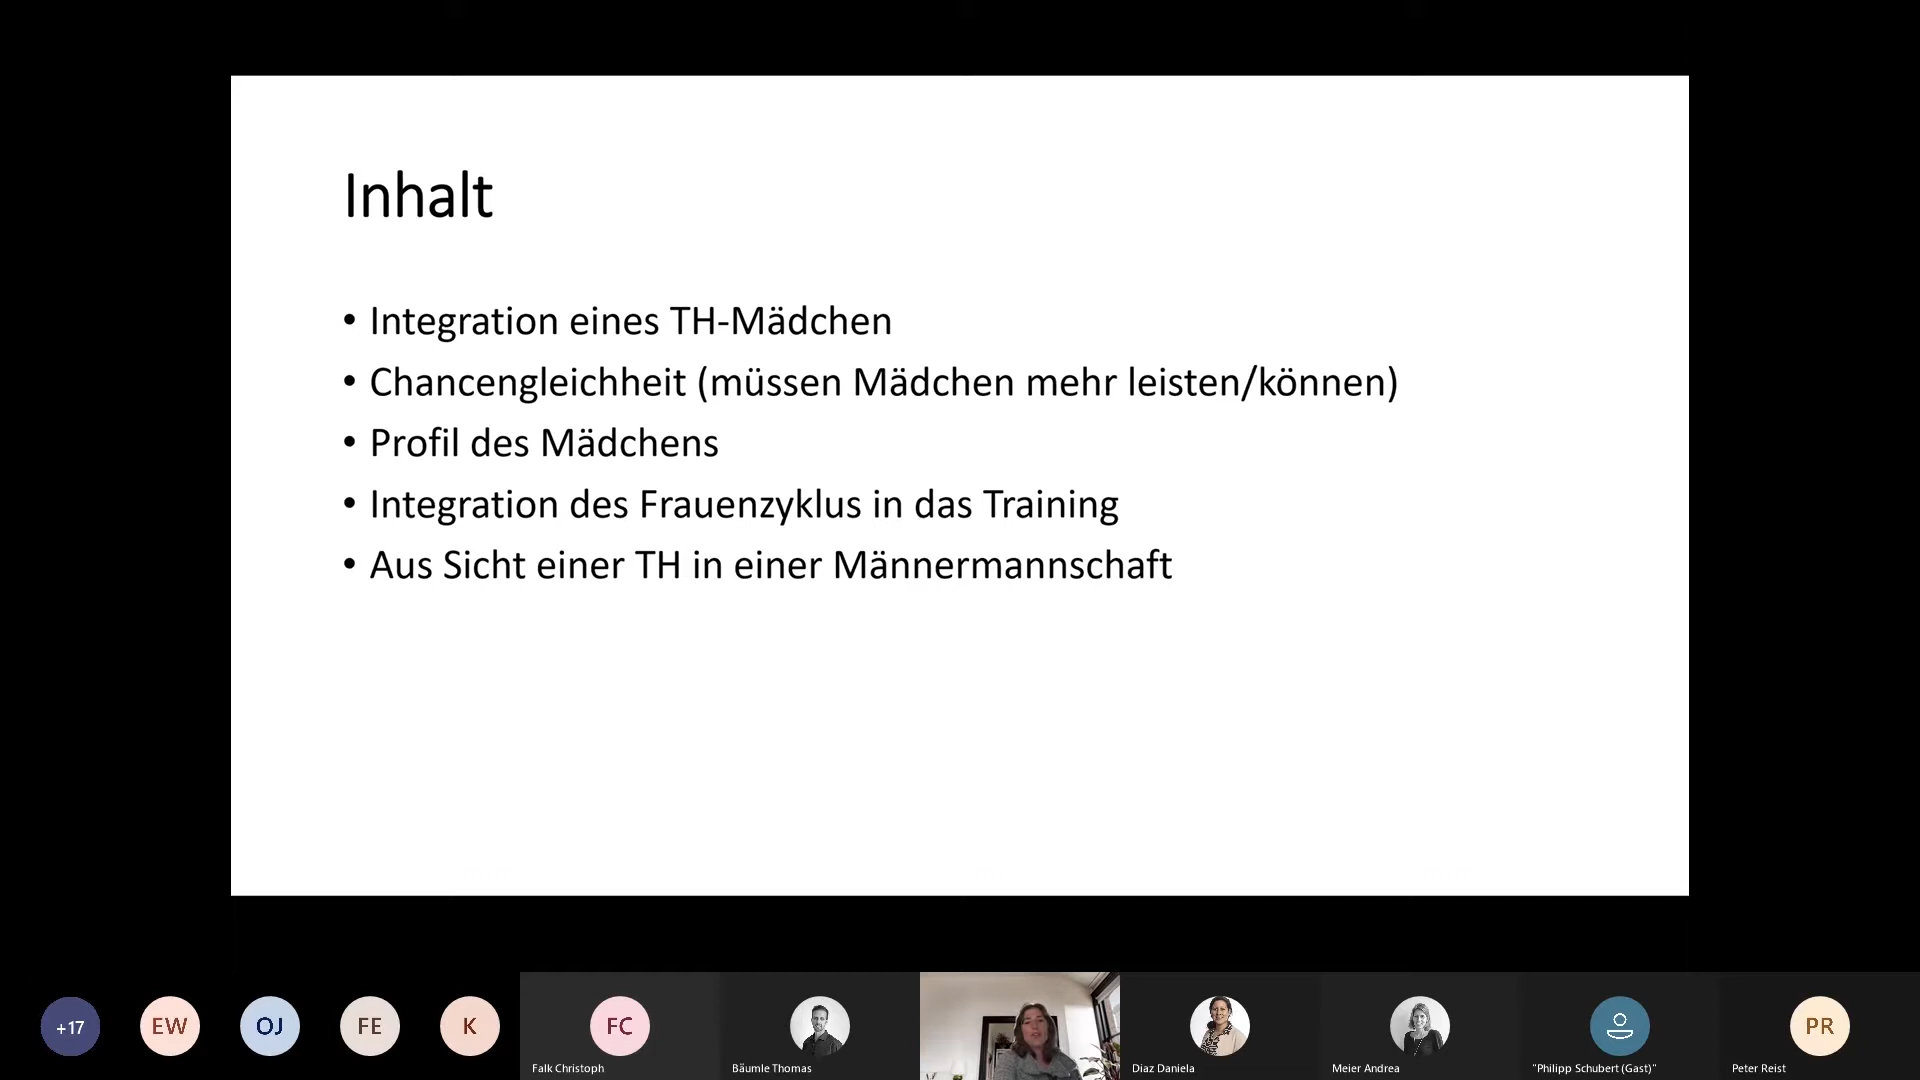 Inhalt
• Integration eines TH-Mädchen
• Chancengleichheit (müssen Mädchen mehr leisten/können)
• Profil des Mädchens
• Integration des Frauenzyklus in das Training
• Aus Sicht einer TH in einer Männermannschaft
+17
EW
OJ
FE
K
FC
PR
Falk Christoph
Bäumle Thomas
Diaz Daniela
Meier Andrea
"Philipp Schubert (Gast)"
Peter Reist